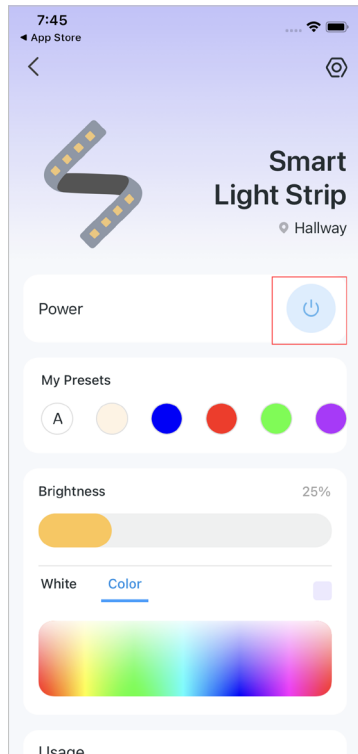 7:45
◀ App Store
Smart
Light Strip
Hallway
Power
My Presets
A
Brightness
25%
White Color
Usage